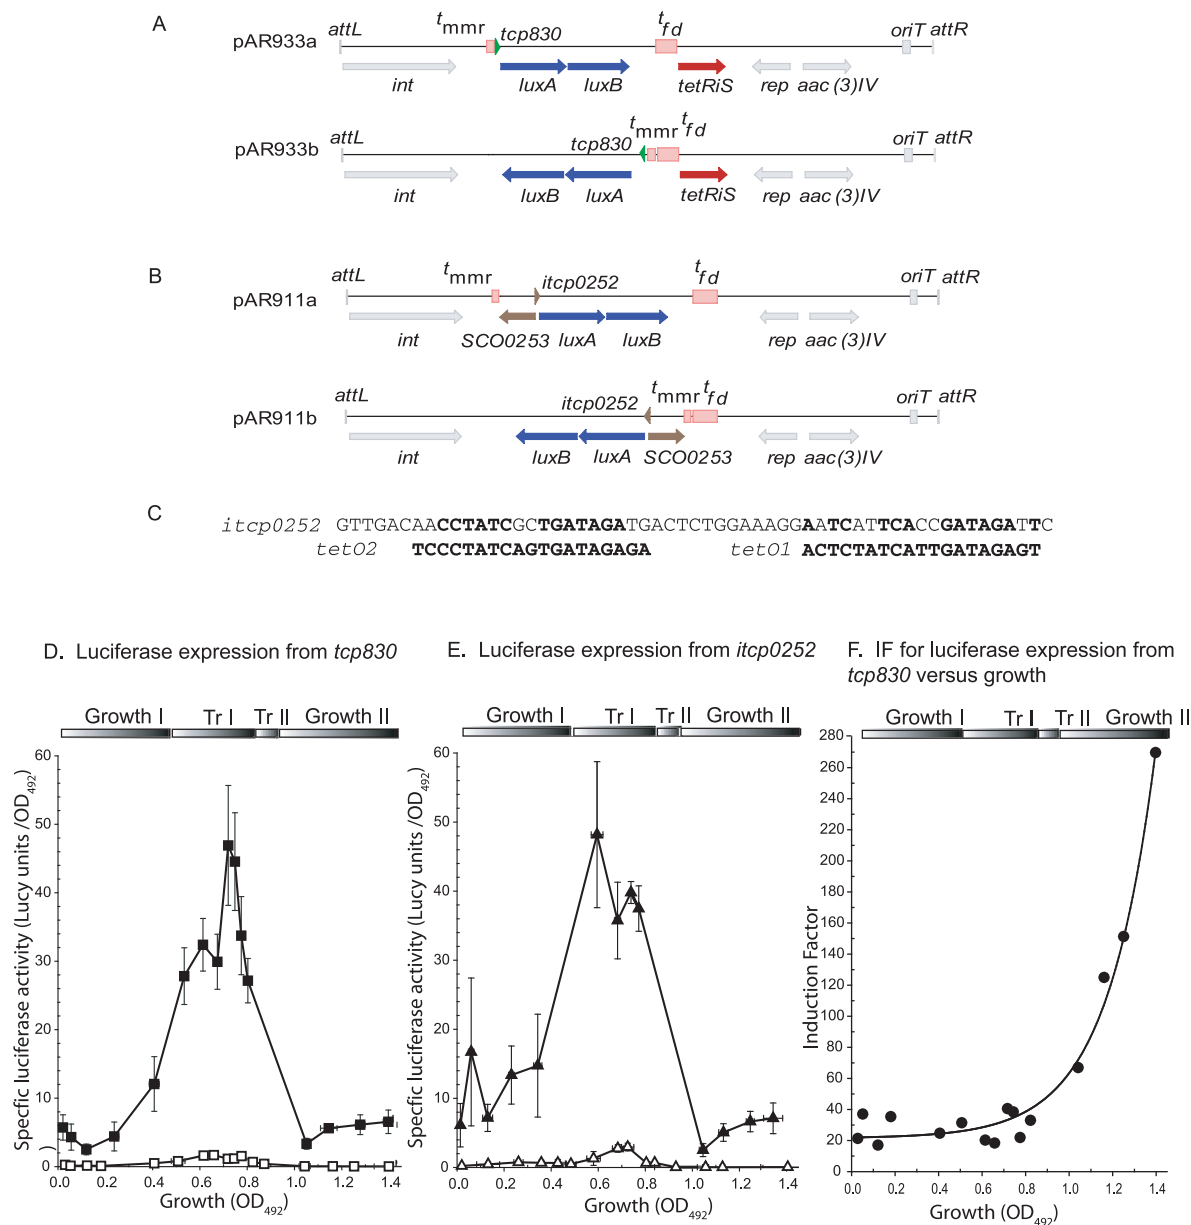 A
pAR933a
attL
tmmr
tcp830
tfd
oriT attR
int
luxA
luxB
tetRiS
rep aac(3)IV
pAR933b
attL
tcp830
tmmr tfd
oriT attR
int
luxB
luxA
tetRiS
rep aac(3)IV
B
pAR911a
attL
tmmr
itcp0252
tfd
oriT attR
int
SCO0253
luxA
luxB
rep aac(3)IV
pAR911b
attL
itcp0252
tmmr tfd
oriT attR
int
luxB
luxA
SCO0253
rep aac(3)IV
C
itcp0252 GTTGACAACCTATCGCTGATAGATGACTCTGGAAAGGAATCATTCACCGATAGATTC
tetO2 TCCCTATCAGTGATAGAGA tetO1 ACTCTATCATTGATAGAGT
D. Luciferase expression from tcp830
Growth I Tr I Tr II Growth II
Specfic luciferase activity (Lucy units /OD492)
60
50
40
30
20
10
0
0.0 0.2 0.4 0.6 0.8 1.0 1.2 1.4
Growth (OD492)
E. Luciferase expression from itcp0252
Growth I Tr I Tr II Growth II
Specfic luciferase activity (Lucy units /OD492)
60
50
40
30
20
10
0
0.0 0.2 0.4 0.6 0.8 1.0 1.2 1.4
Growth (OD492)
F. IF for luciferase expression from
tcp830 versus growth
Growth I Tr I Tr II Growth II
Induction Factor
280
260
240
220
200
180
160
140
120
100
80
60
40
20
0
0.0 0.2 0.4 0.6 0.8 1.0 1.2 1.4
Growth (OD492)